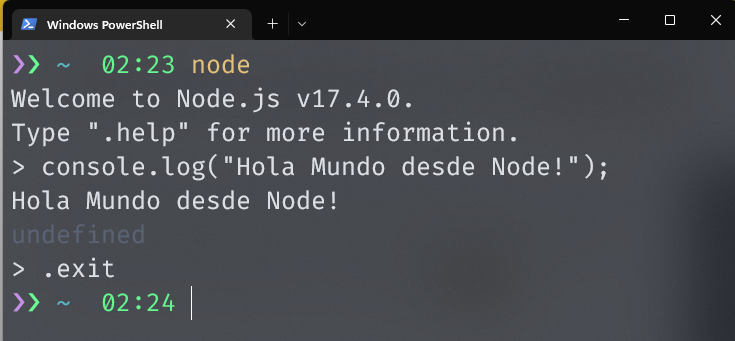 Windows PowerShell
❯❯ ~ 02:23 node
Welcome to Node.js v17.4.0.
Type ".help" for more information.
> console.log("Hola Mundo desde Node!");
Hola Mundo desde Node!
undefined
> .exit
❯❯ ~ 02:24